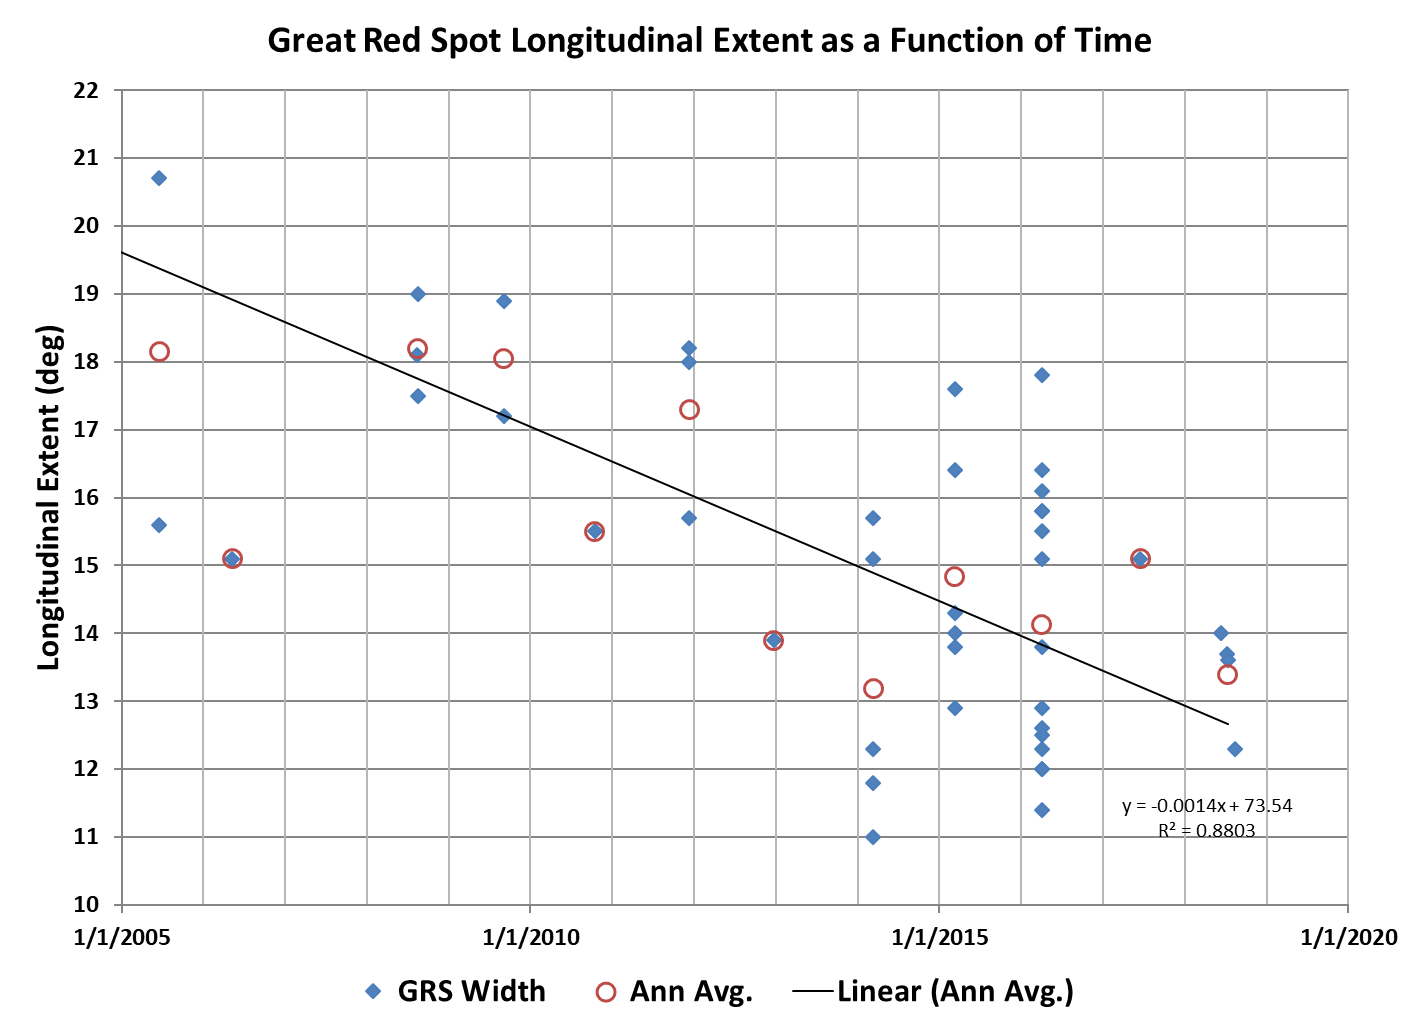 Great Red Spot Longitudinal Extent as a Function of Time
Longitudinal Extent (deg)
22
21
20
19
18
17
16
15
14
13
12
11
10
y = -0.0014x + 73.54
R² = 0.8803
1/1/2005 1/1/2010 1/1/2015 1/1/2020
GRS Width Ann Avg. Linear (Ann Avg.)